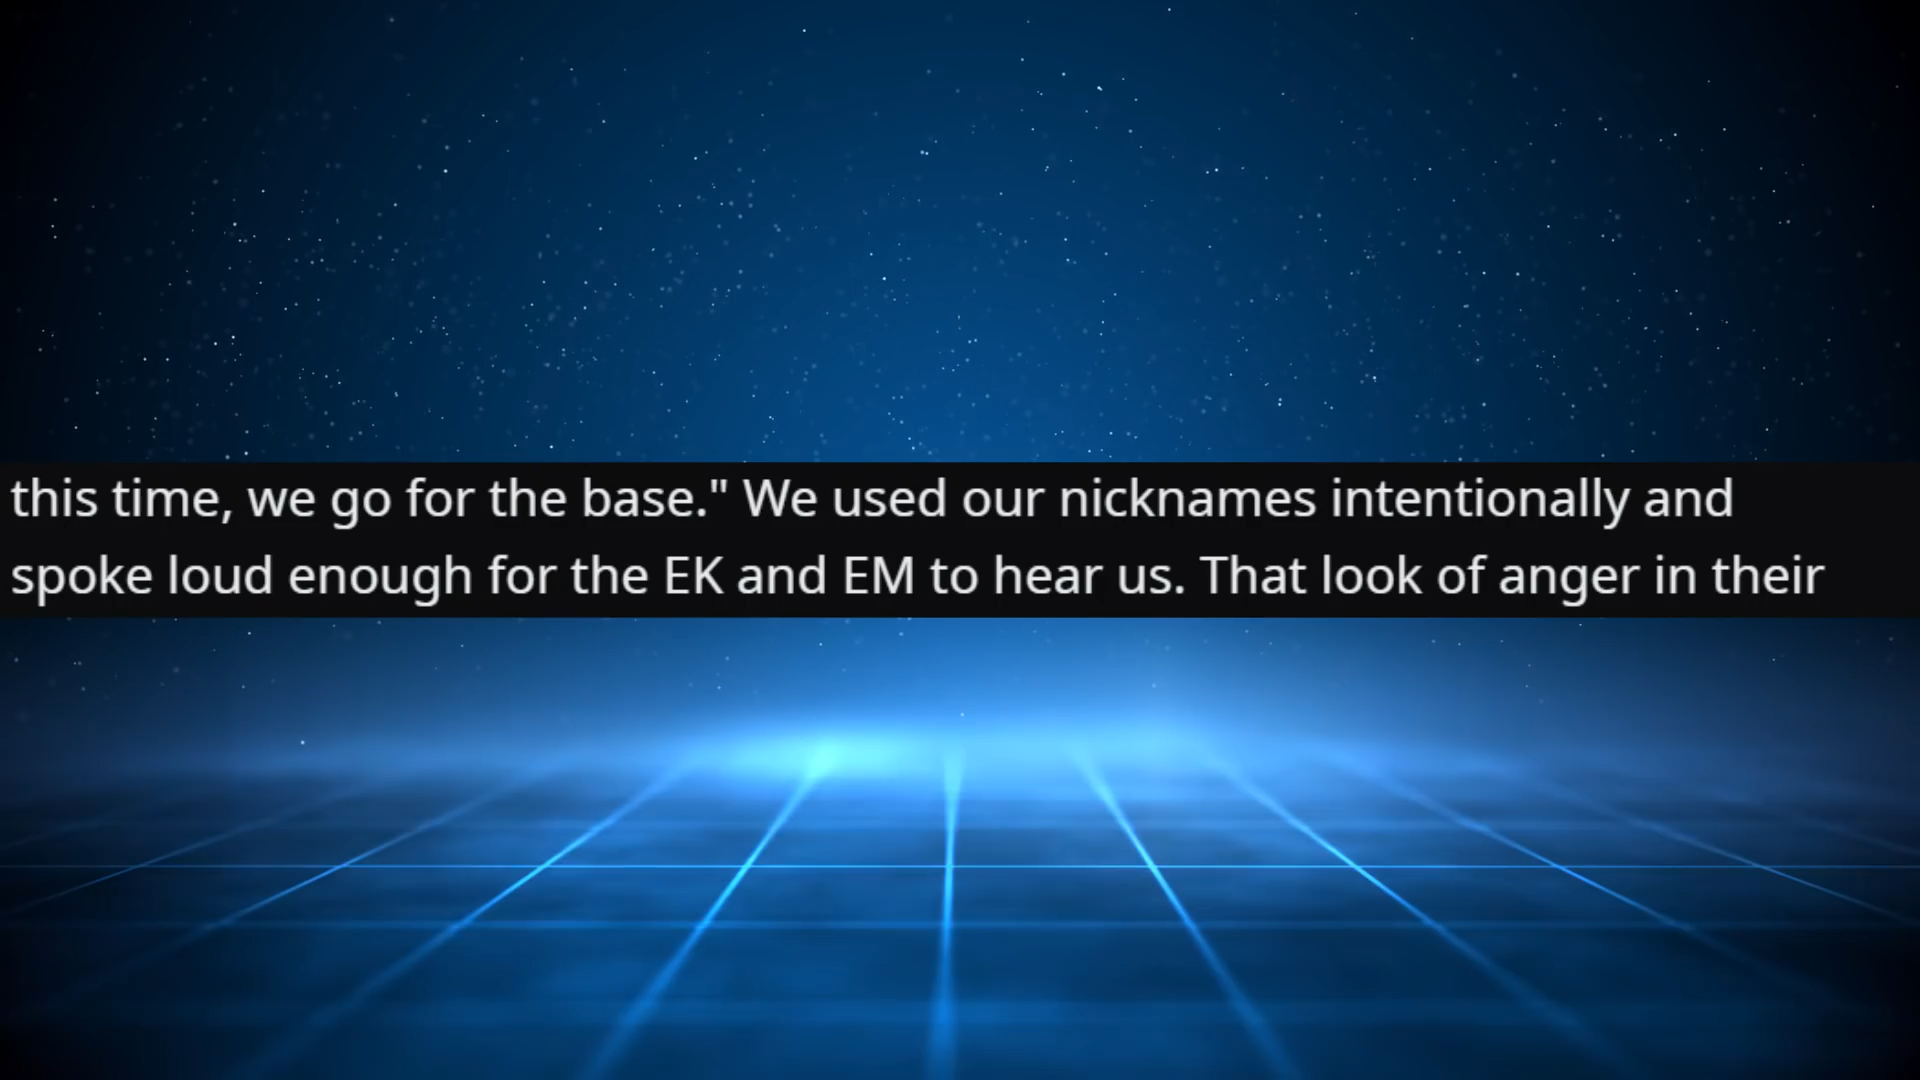 this time, we go for the base." We used our nicknames intentionally and
spoke loud enough for the EK and EM to hear us. That look of anger in their